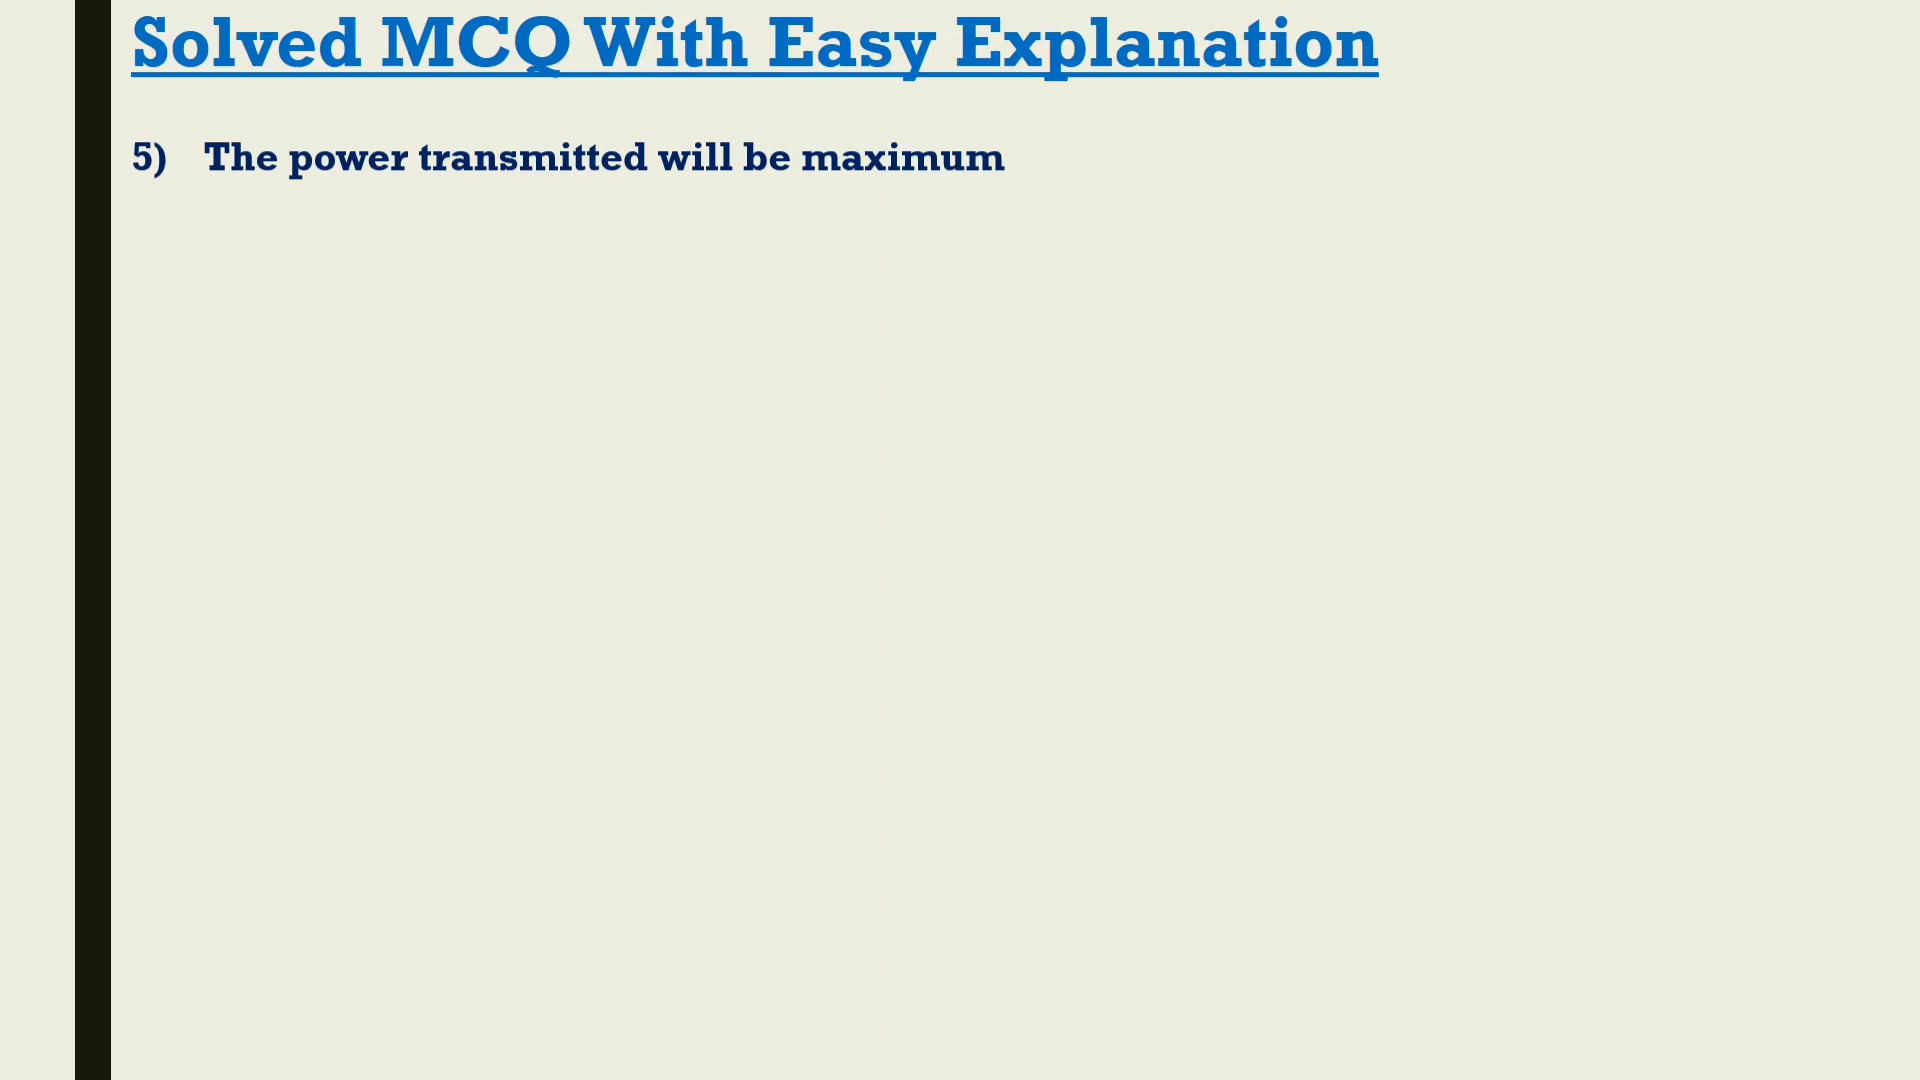 Solved MCQ With Easy Explanation
5) The power transmitted will be maximum